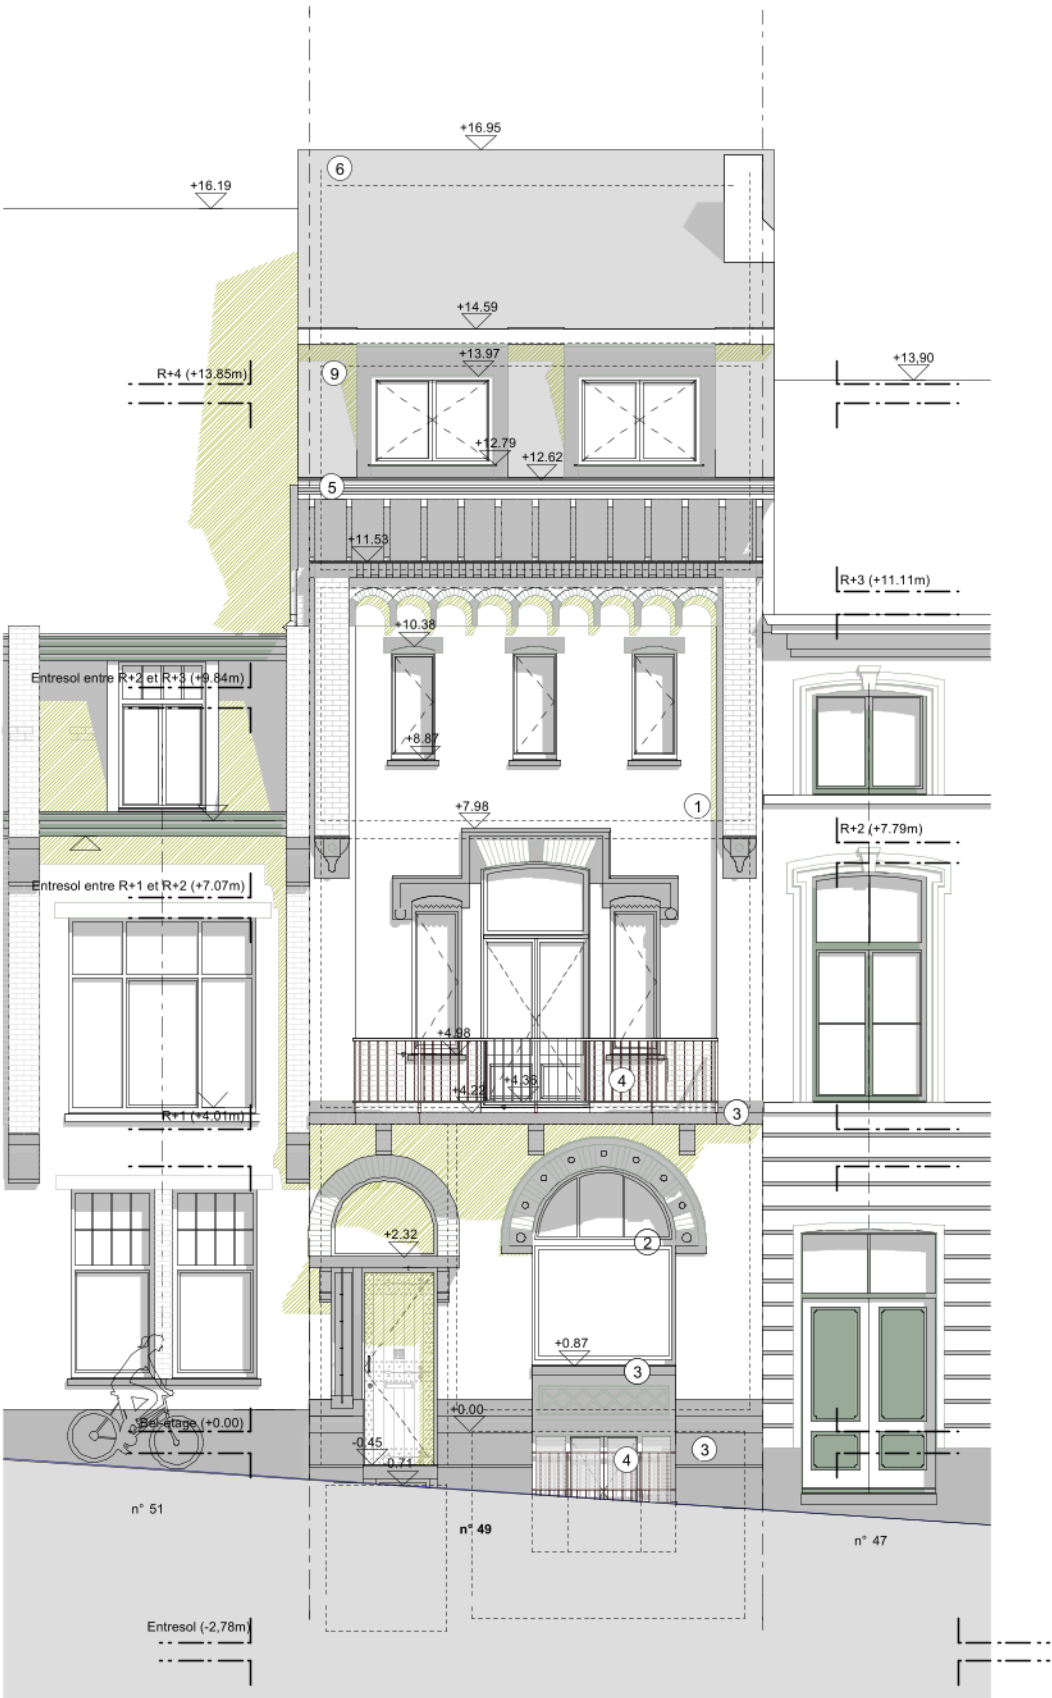 +16.95
6
+16.19
+14.59
+13.97
+13,90
9
R+4 (+13.85m)
+12.79
+12.62
5
+11.53
R+3 (+11.11m)
+10.38
Entresol entre R+2 et R+3 (+9.84m)
+8.87
1
+7.98
R+2 (+7.79m)
Entresol entre R+1 et R+2 (+7.07m)
+4.98
4
+4.36
+4.22
3
R+1 (+4.01m)
+2.32
2
+0.87
3
+0.00
Bel-étage (+0.00)
-0.45
3
4
-0.71
n° 51
n° 49
n° 47
Entresol (-2,78m)